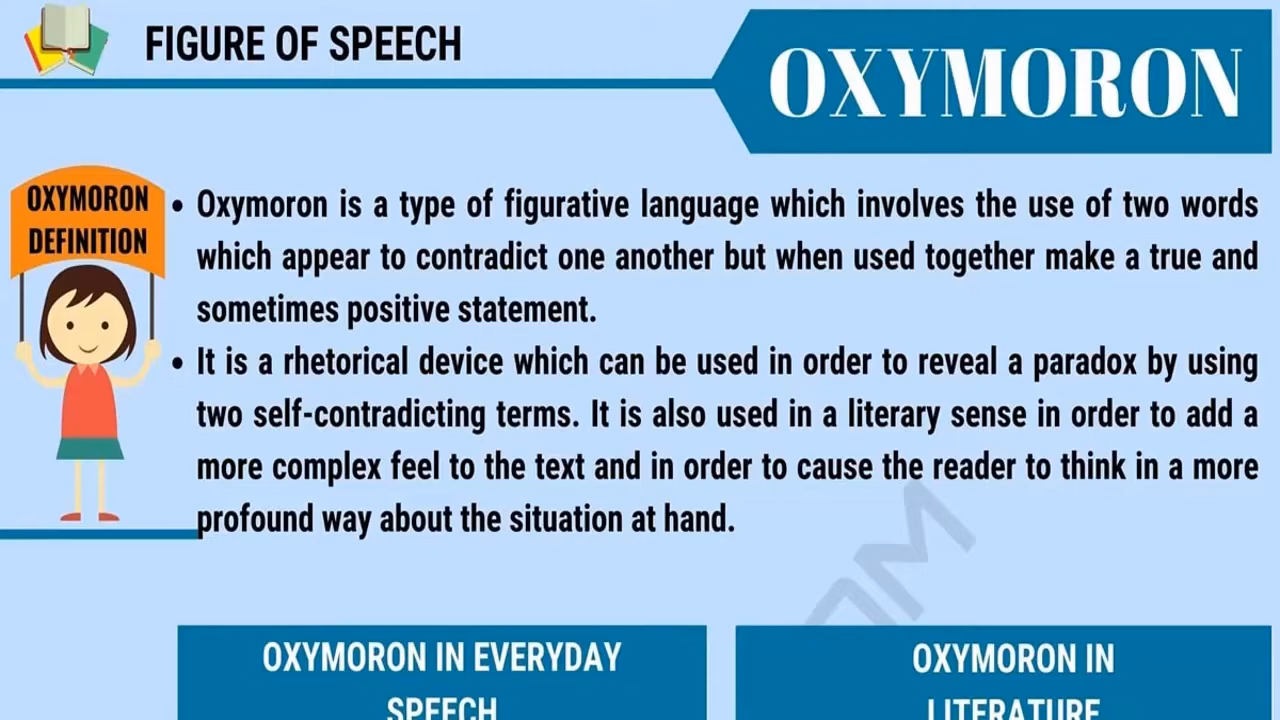 FIGURE OF SPEECH
OXYMORON
OXYMORON
DEFINITION
• Oxymoron is a type of figurative language which involves the use of two words
which appear to contradict one another but when used together make a true and
sometimes positive statement.
• It is a rhetorical device which can be used in order to reveal a paradox by using
two self-contradicting terms. It is also used in a literary sense in order to add a
more complex feel to the text and in order to cause the reader to think in a more
profound way about the situation at hand.
OXYMORON IN EVERYDAY
SPEECH
OXYMORON IN
LITERATURE